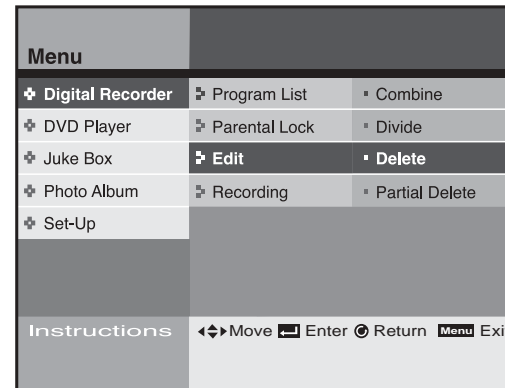 Menu
Digital Recorder Program List Combine
DVD Player Parental Lock Divide
Juke Box Edit Delete
Photo Album Recording Partial Delete
Set-Up
Instructions Move Enter Return Menu Exi